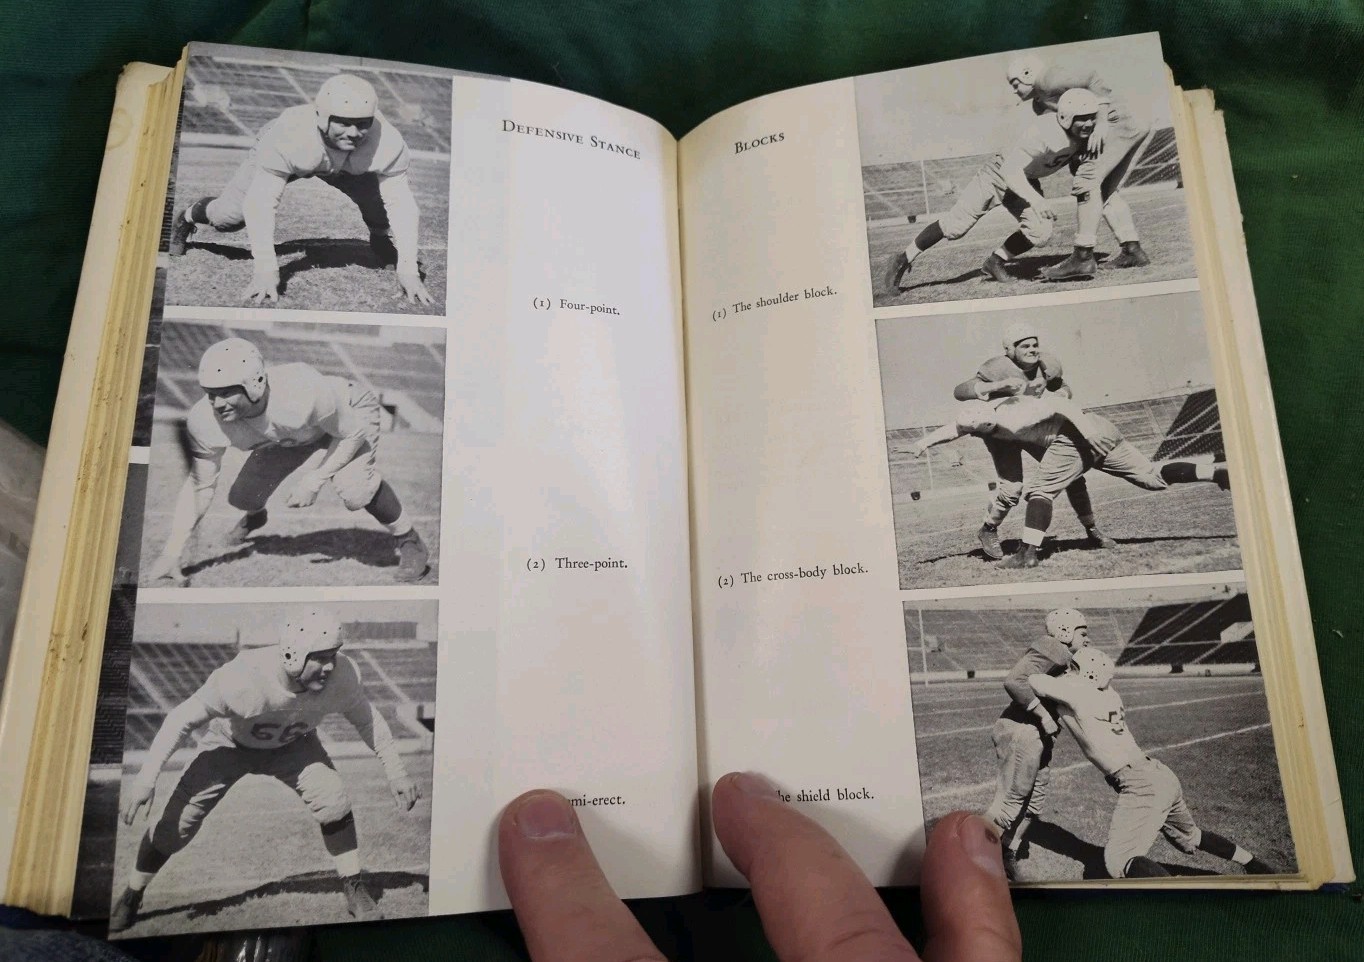 DEFENSIVE STANCE
(1) Four-point.
(2) Three-point.
mi-erect.
68
BLOCKS
(1) The shoulder block.
(2) The cross-body block.
he shield block.